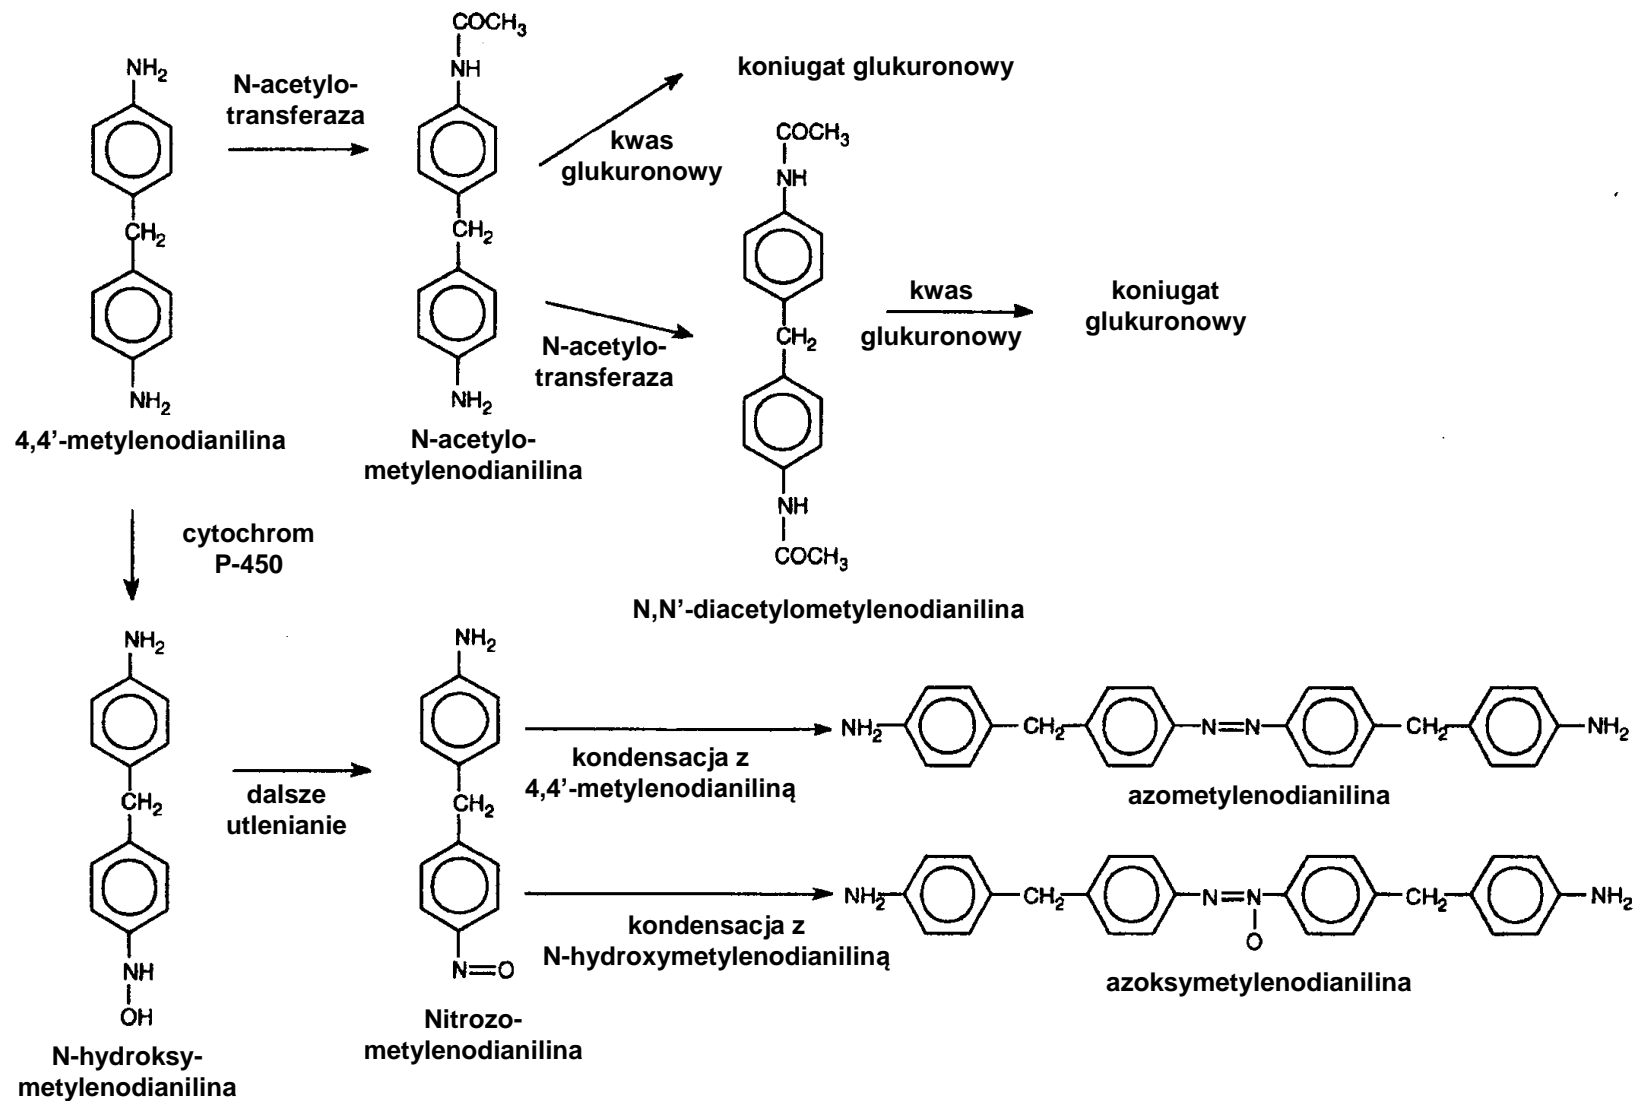 COCH3
NH2
N-acetylo-
transferaza
NH
koniugat glukuronowy
kwas
glukuronowy
COCH3
NH
CH2
CH2
kwas
glukuronowy
koniugat
glukuronowy
CH2
N-acetylo-
transferaza
NH2
NH2
4,4'-metylenodianilina
N-acetylo-
metylenodianilina
NH
COCH3
cytochrom
P-450
N,N'-diacetylometylenodianilina
NH2
NH2
NH2 CH2 N=N CH2 NH2
kondensacja z
4,4'-metylenodianiliną
azometylenodianilina
CH2
dalsze
utlenianie
CH2
NH2 CH2 N=N CH2 NH2
O
kondensacja z
N-hydroxymetylenodianiliną
azoksymetylenodianilina
NH
OH
N=O
N-hydroksy-
metylenodianilina
Nitrozo-
metylenodianilina